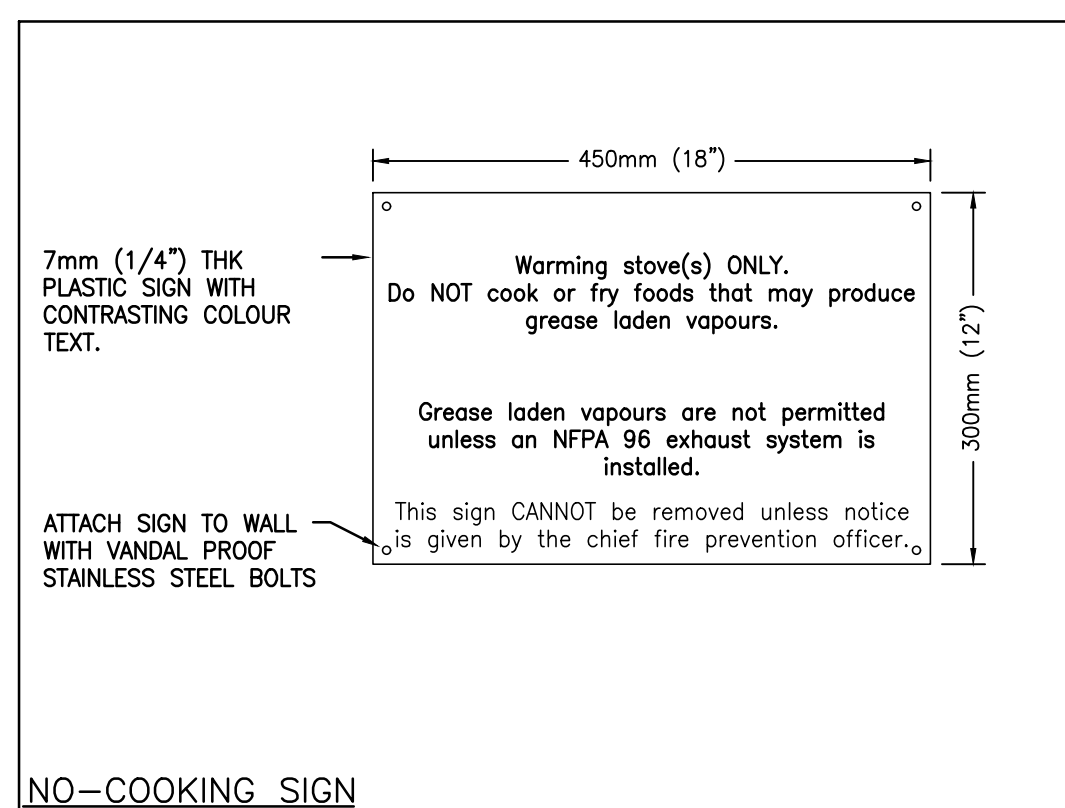 450mm (18")
7mm (1/4") THK
PLASTIC SIGN WITH
CONTRASTING COLOUR
TEXT.
Warming stove(s) ONLY.
Do NOT cook or fry foods that may produce
grease laden vapours.
300mm (12")
Grease laden vapours are not permitted
unless an NFPA 96 exhaust system is
installed.
This sign CANNOT be removed unless notice
is given by the chief fire prevention officer.
ATTACH SIGN TO WALL
WITH VANDAL PROOF
STAINLESS STEEL BOLTS
NO-COOKING SIGN